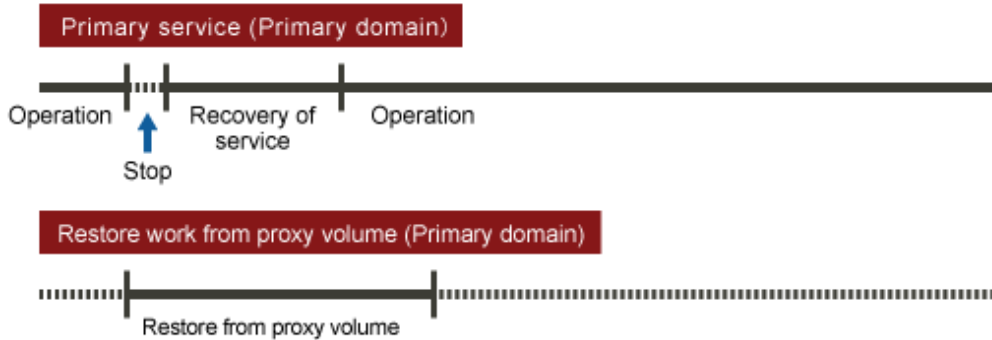 Primary service (Primary domain)
Operation
Recovery of
service
Operation
Stop
Restore work from proxy volume (Primary domain)
Restore from proxy volume